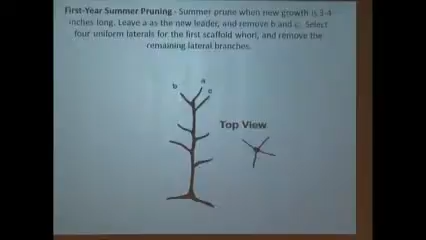 First-Year Summer Pruning - Summer prune when new growth is 3-4
inches long. Leave a as the new leader, and remove b and c. Select
four uniform laterals for the first scaffold whorl, and remove the
remaining lateral branches.
a
b
c
Top View